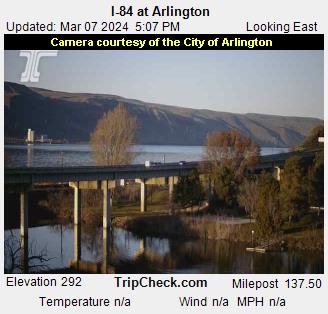 I-84 at Arlington
Updated: Mar 07 2024 5:07 PM Looking East
Camera courtesy of the City of Arlington
Elevation 292 TripCheck.com Milepost 137.50
Temperature n/a Wind n/a MPH n/a